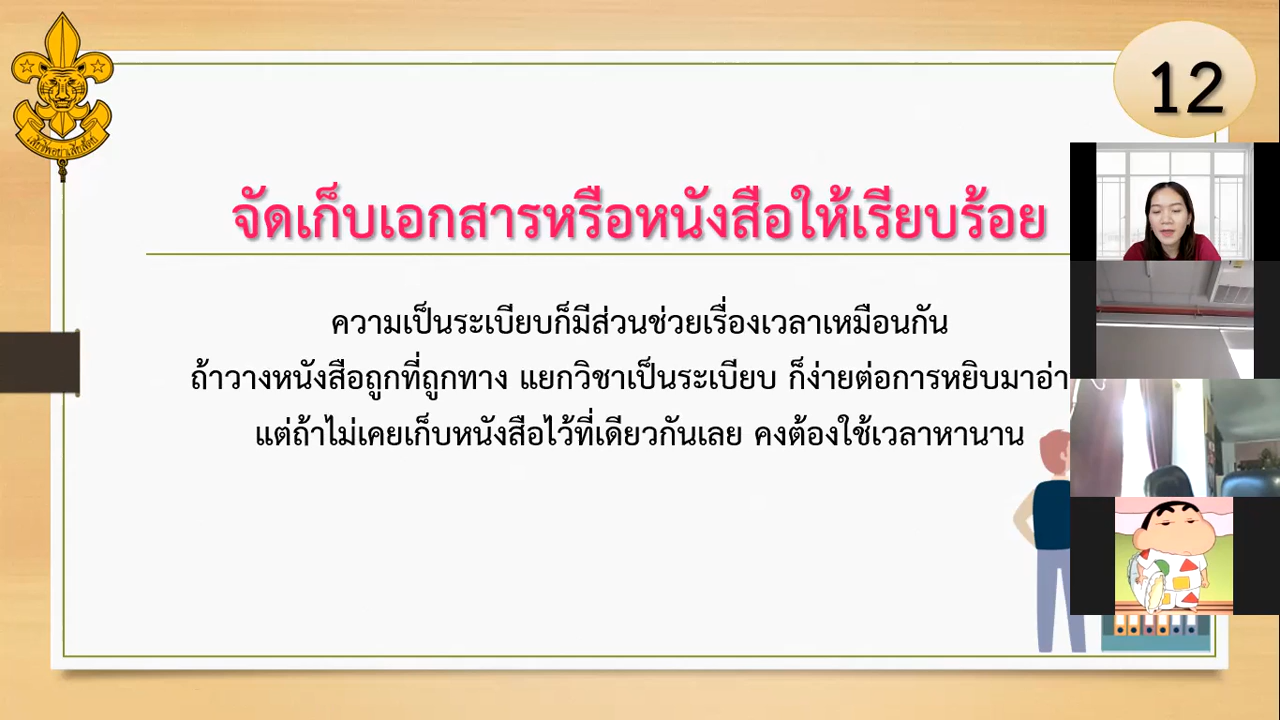 12
จัดเก็บเอกสารหรือหนังสือให้เรียบร้อย
ความเป็นระเบียบก็มีส่วนช่วยเรื่องเวลาเหมือนกัน
ถ้าวางหนังสือถูกที่ถูกทาง แยกวิชาเป็นระเบียบ ก็ง่ายต่อการหยิบมาอ่า
แต่ถ้าไม่เคยเก็บหนังสือไว้ที่เดียวกันเลย คงต้องใช้เวลาหานาน